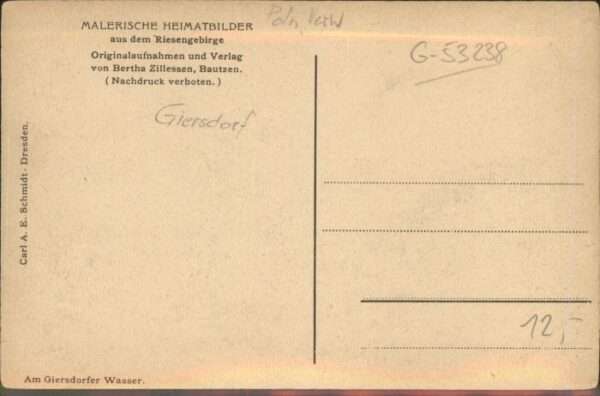 MALERISCHE HEIMATBILDER
aus dem Riesengebirge
Originalaufnahmen und Verlag
von Bertha Zillessen, Bautzen.
(Nachdruck verboten.)
G-53238
Giersdorf
Carl A. E. Schmidt · Dresden.
12,-
Am Giersdorfer Wasser.